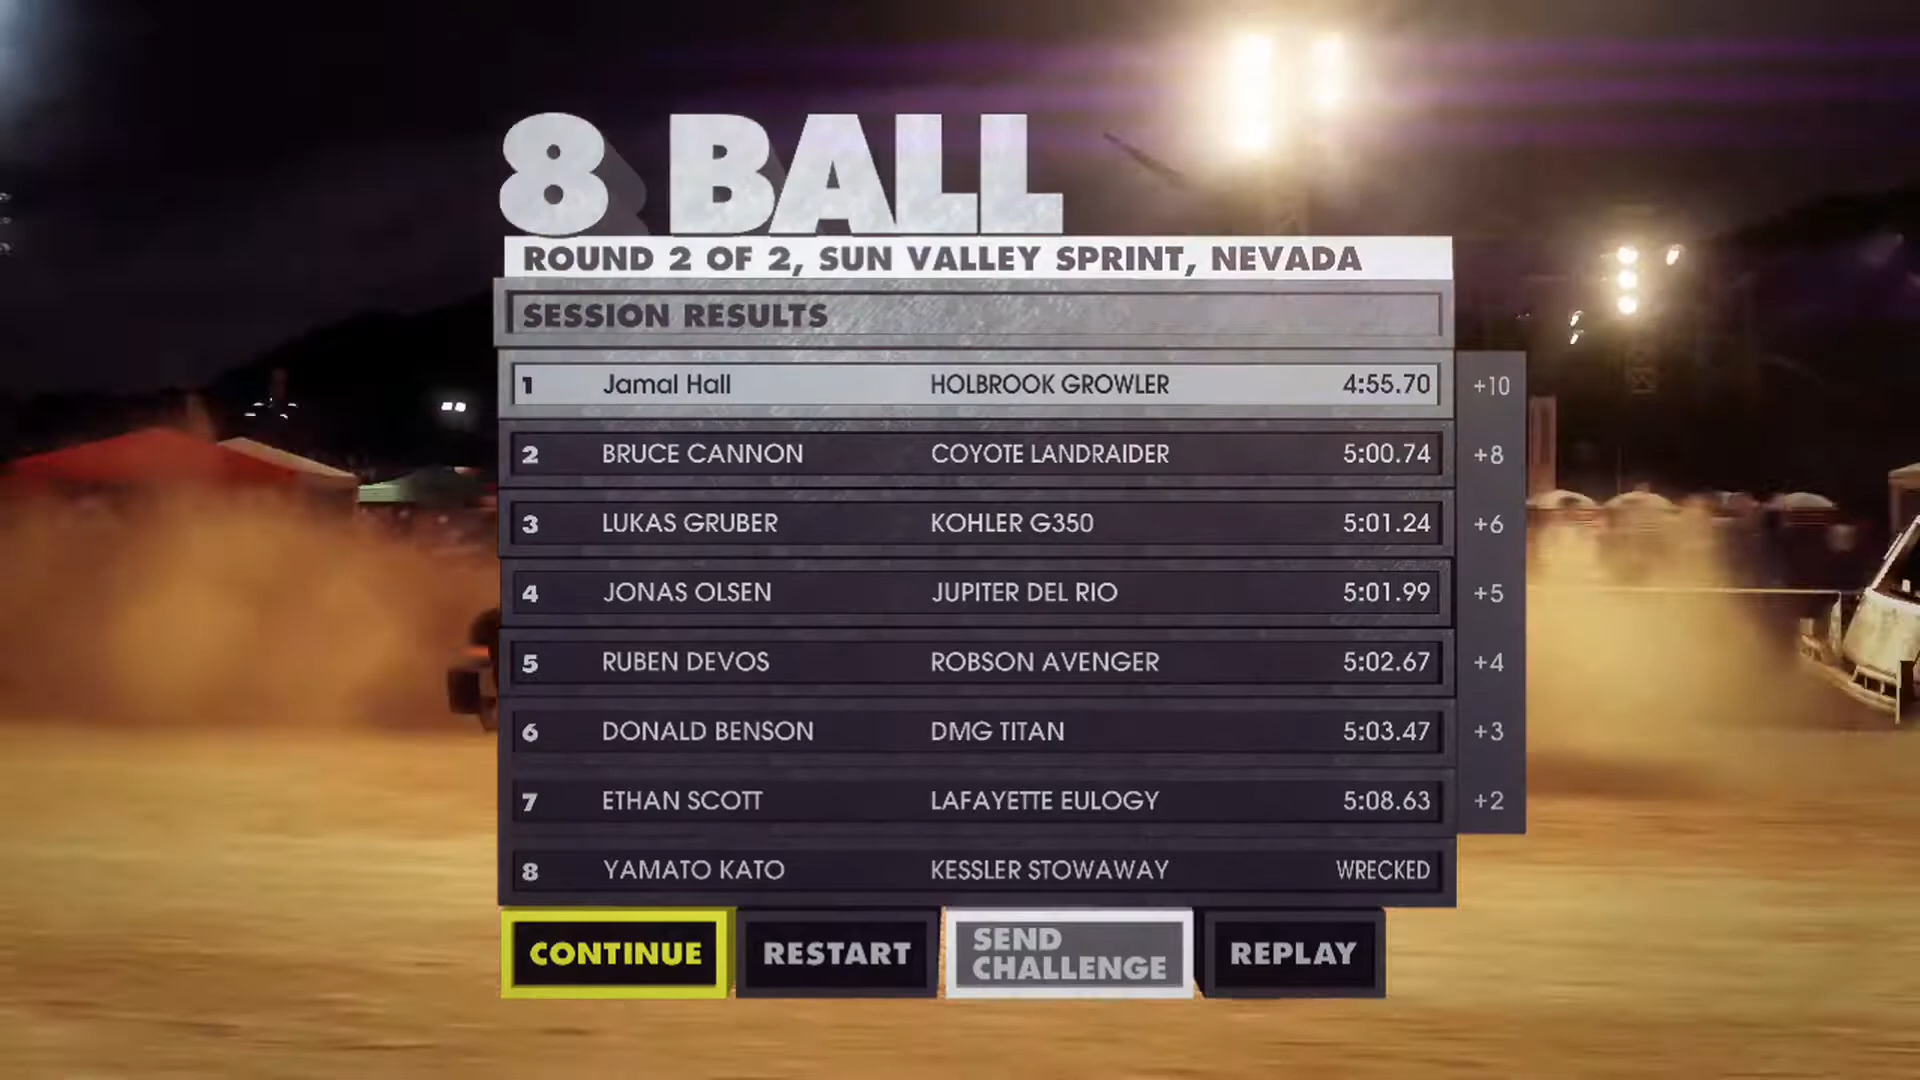 8 BALL
ROUND 2 OF 2, SUN VALLEY SPRINT, NEVADA
SESSION RESULTS
1 Jamal Hall HOLBROOK GROWLER 4:55.70 +10
2 BRUCE CANNON COYOTE LANDRAIDER 5:00.74 +8
3 LUKAS GRUBER KOHLER G350 5:01.24 +6
4 JONAS OLSEN JUPITER DEL RIO 5:01.99 +5
5 RUBEN DEVOS ROBSON AVENGER 5:02.67 +4
6 DONALD BENSON DMG TITAN 5:03.47 +3
7 ETHAN SCOTT LAFAYETTE EULOGY 5:08.63 +2
8 YAMATO KATO KESSLER STOWAWAY WRECKED
CONTINUE RESTART SEND CHALLENGE REPLAY